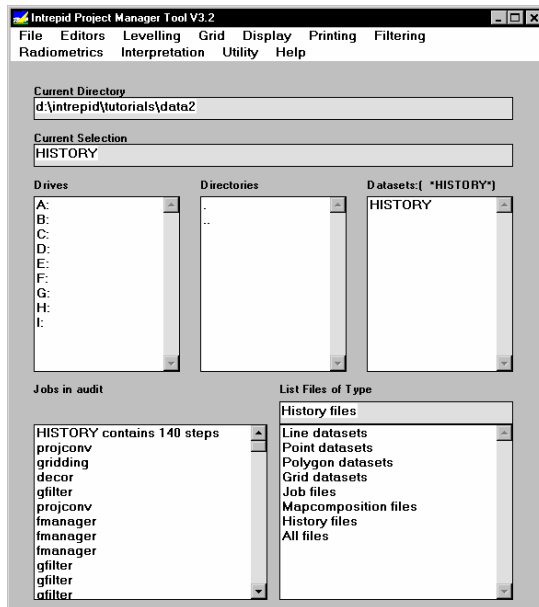 Intrepid Project Manager Tool V3.2
File Editors Levelling Grid Display Printing Filtering
Radiometrics Interpretation Utility Help
Current Directory
d:\intrepid\tutorials\data2
Current Selection
HISTORY
Drives
A:
B:
C:
D:
E:
F:
G:
H:
I:
Directories
.
..
Datasets:( *HISTORY*)
HISTORY
Jobs in audit
HISTORY contains 140 steps
projconv
gridding
decor
gfilter
projconv
fmanager
fmanager
fmanager
gfilter
gfilter
gfilter
List Files of Type
History files
Line datasets
Point datasets
Polygon datasets
Grid datasets
Job files
Mapcomposition files
History files
All files